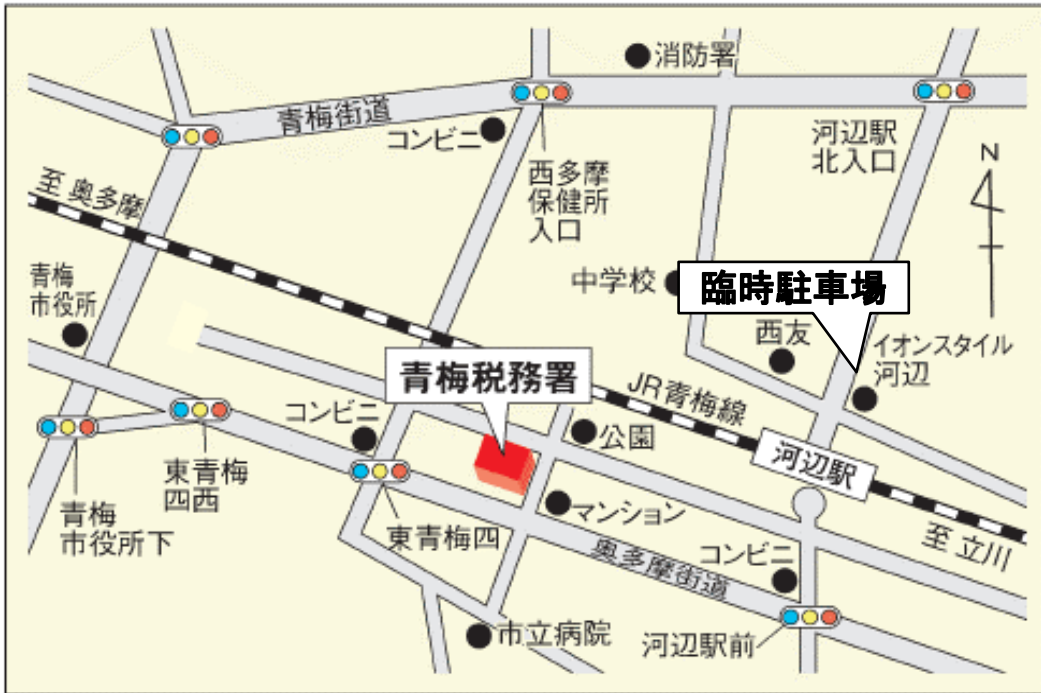 消防署
青梅街道
コンビニ
河辺駅
北入口
西多摩
保健所
入口
N
至 奥多摩
青梅
市役所
中学校
臨時駐車場
西友
イオンスタイル
河辺
青梅税務署
JR青梅線
コンビニ
公園
河辺駅
東青梅
四西
青梅
市役所下
東青梅四
マンション
奥多摩街道
コンビニ
至 立川
市立病院
河辺駅前